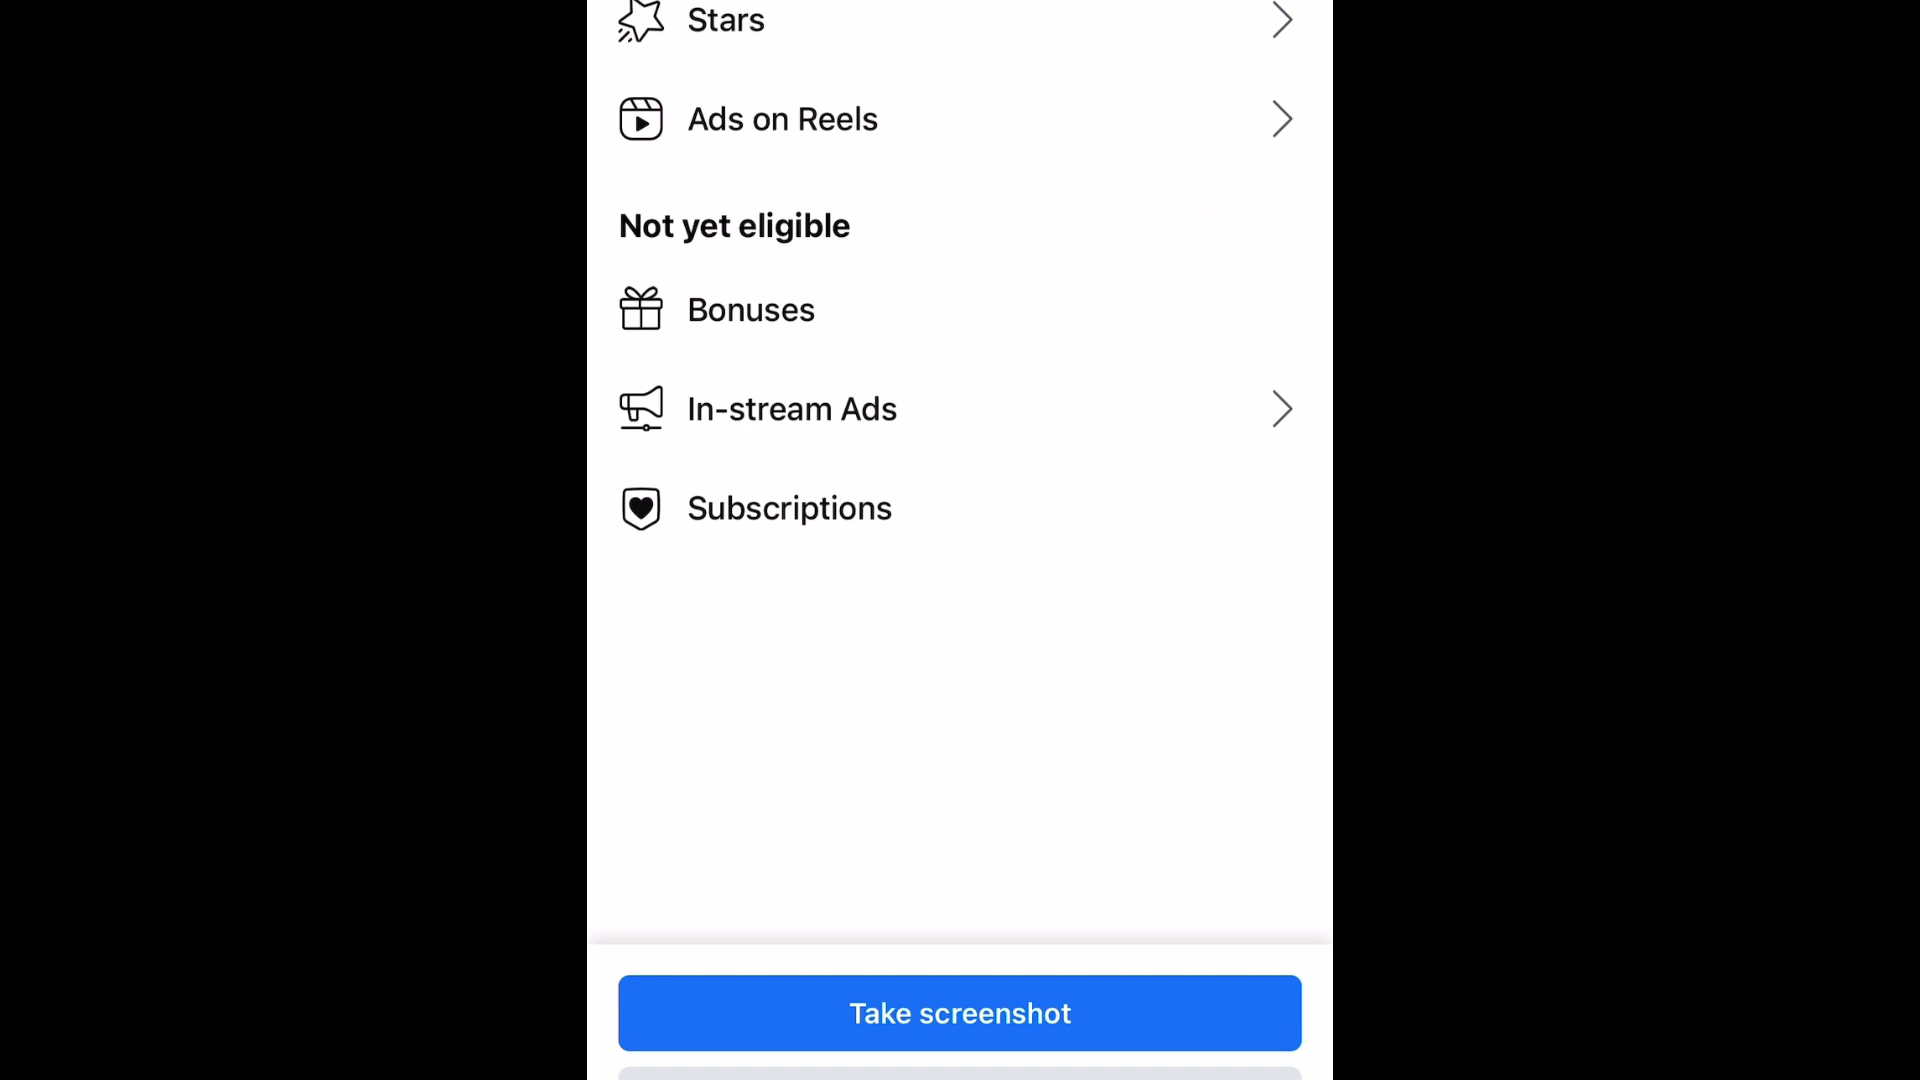 Stars
Ads on Reels
Not yet eligible
Bonuses
In-stream Ads
Subscriptions
Take screenshot